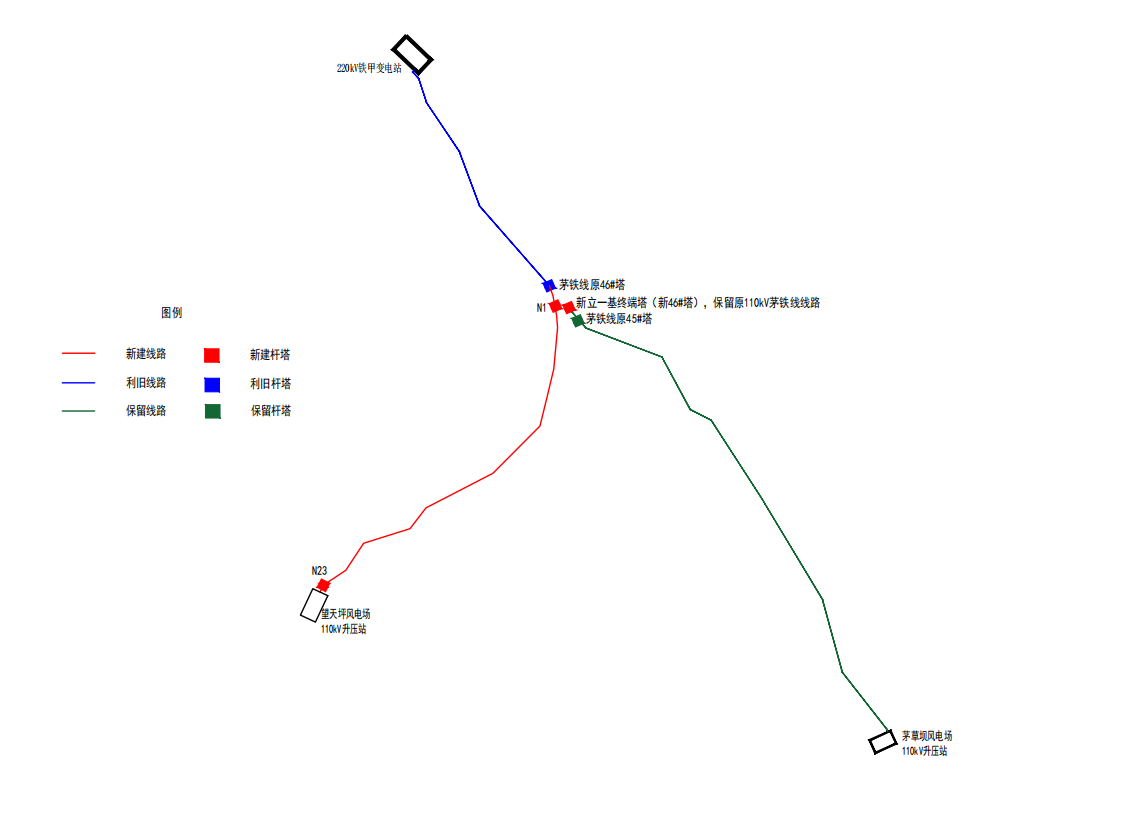 220kV铁甲变电站
茅铁线原46#塔
N1
新立一基终端塔（新46#塔），保留原110kV茅铁线线路
茅铁线原45#塔
图例
新建线路
新建杆塔
利旧线路
利旧杆塔
保留线路
保留杆塔
N23
望天坪风电场
110kV升压站
茅草坝风电场
110kV升压站